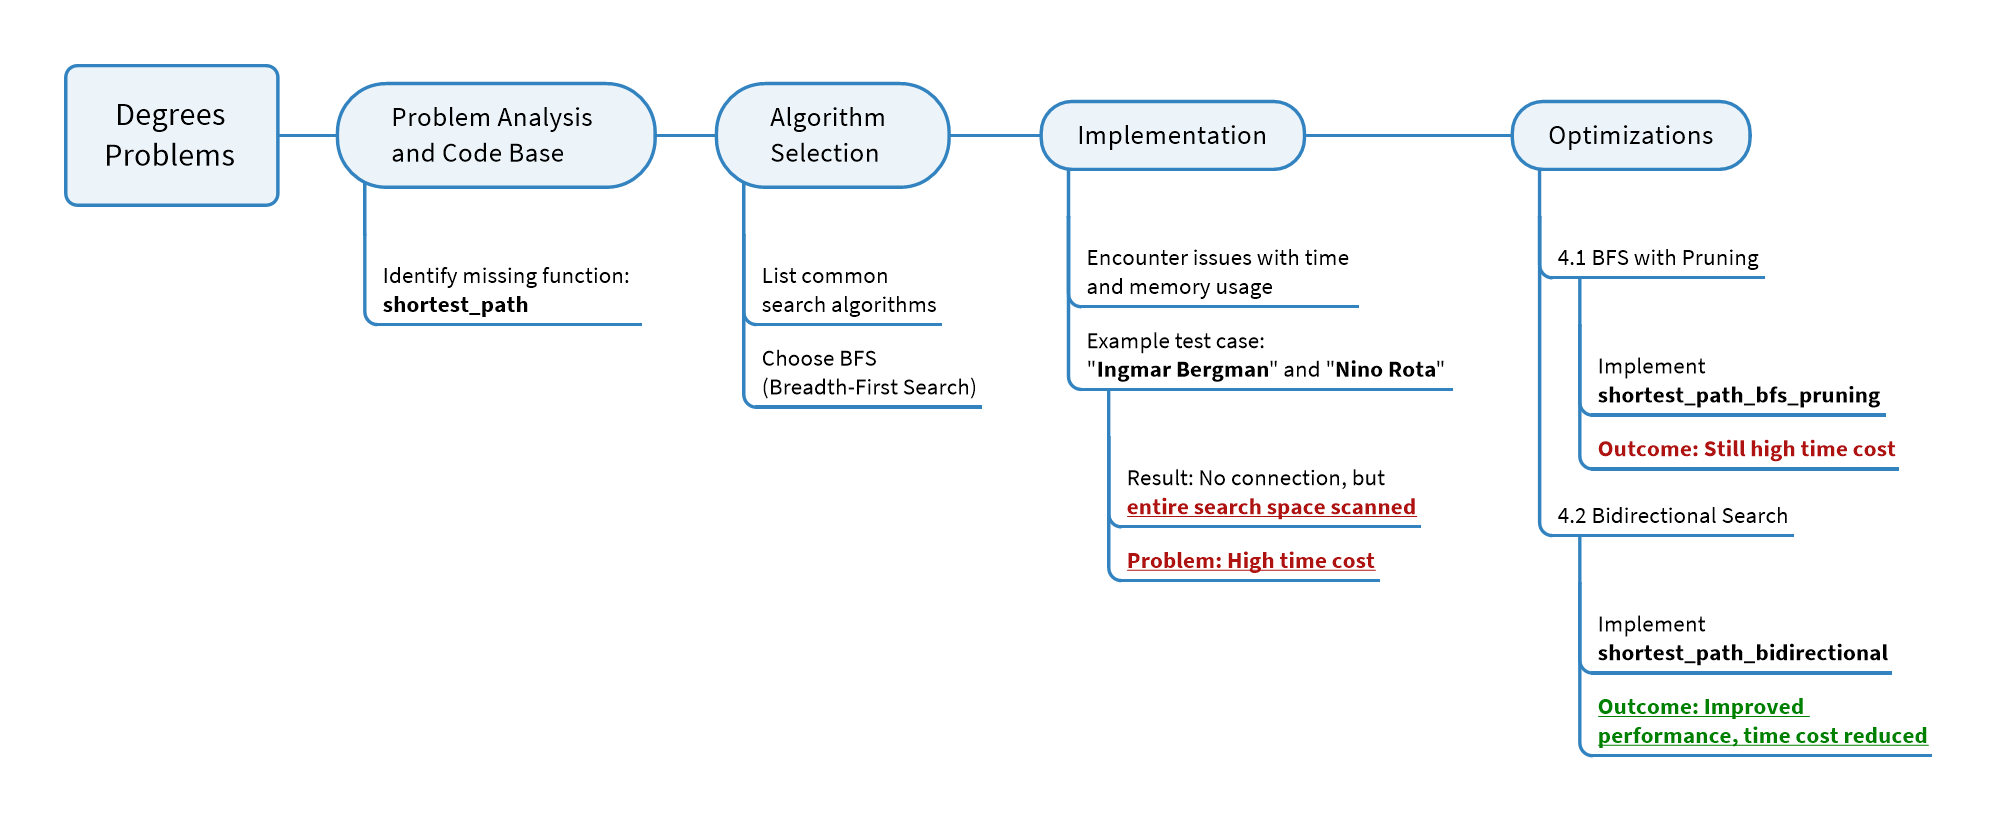 Degrees
Problems
Problem Analysis
and Code Base
Identify missing function:
shortest_path
Algorithm
Selection
List common
search algorithms
Choose BFS
(Breadth-First Search)
Implementation
Encounter issues with time
and memory usage
Example test case:
"Ingmar Bergman" and "Nino Rota"
Result: No connection, but
entire search space scanned
Problem: High time cost
Optimizations
4.1 BFS with Pruning
Implement
shortest_path_bfs_pruning
Outcome: Still high time cost
4.2 Bidirectional Search
Implement
shortest_path_bidirectional
Outcome: Improved
performance, time cost reduced